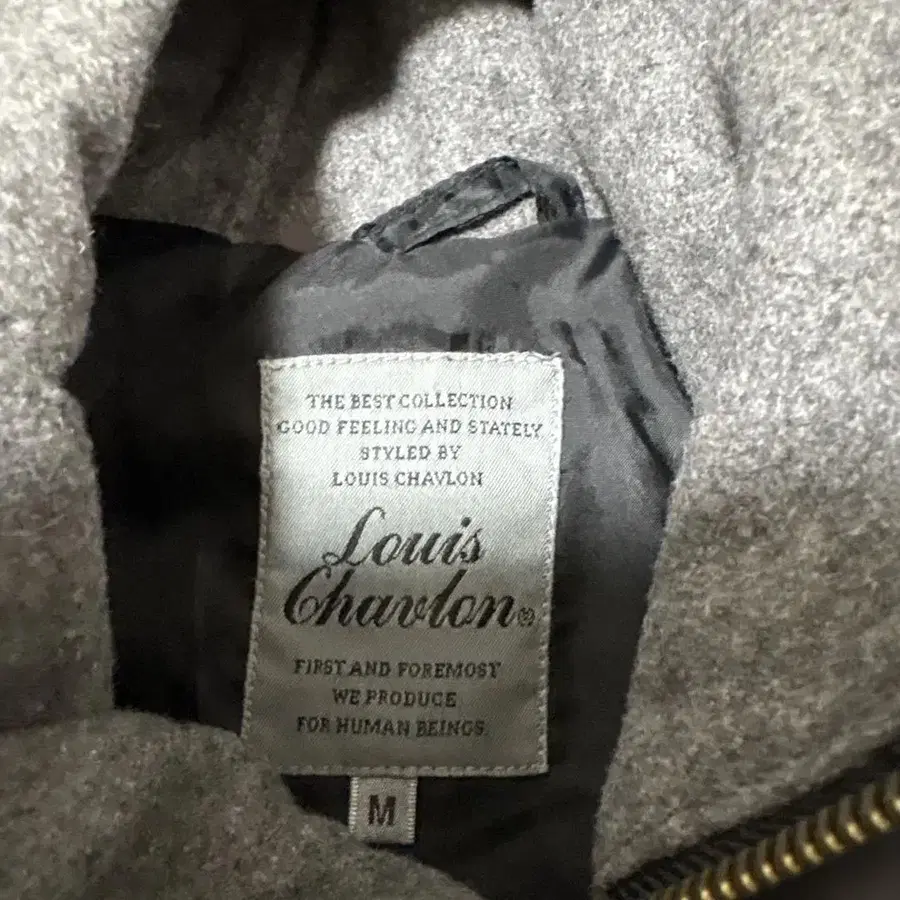 THE BEST COLLECTION
GOOD FEELING AND STATELY
STYLED BY
LOUIS CHAVLON
Louis
Chavlon®
FIRST AND FOREMOST
WE PRODUCE
FOR HUMAN BEINGS.
M